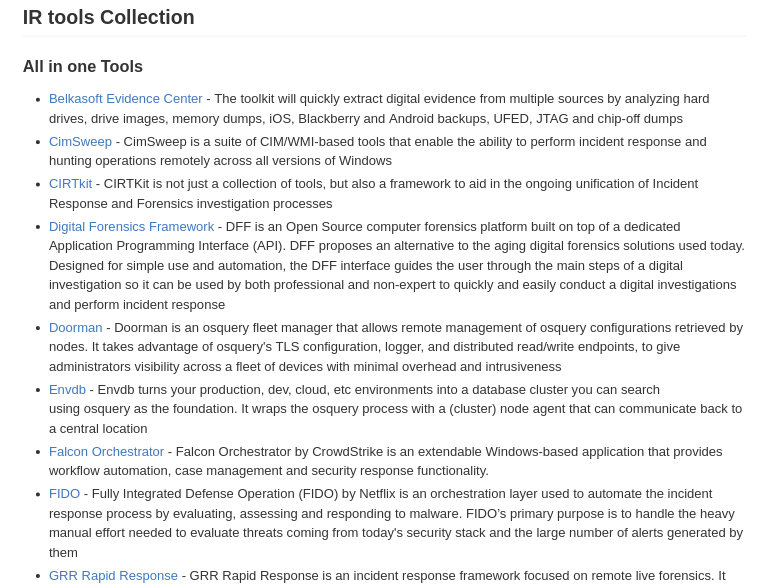 IR tools Collection
All in one Tools
• Belkasoft Evidence Center - The toolkit will quickly extract digital evidence from multiple sources by analyzing hard
drives, drive images, memory dumps, iOS, Blackberry and Android backups, UFED, JTAG and chip-off dumps
• CimSweep - CimSweep is a suite of CIM/WMI-based tools that enable the ability to perform incident response and
hunting operations remotely across all versions of Windows
• CIRTkit - CIRTKit is not just a collection of tools, but also a framework to aid in the ongoing unification of Incident
Response and Forensics investigation processes
• Digital Forensics Framework - DFF is an Open Source computer forensics platform built on top of a dedicated
Application Programming Interface (API). DFF proposes an alternative to the aging digital forensics solutions used today.
Designed for simple use and automation, the DFF interface guides the user through the main steps of a digital
investigation so it can be used by both professional and non-expert to quickly and easily conduct a digital investigations
and perform incident response
• Doorman - Doorman is an osquery fleet manager that allows remote management of osquery configurations retrieved by
nodes. It takes advantage of osquery's TLS configuration, logger, and distributed read/write endpoints, to give
administrators visibility across a fleet of devices with minimal overhead and intrusiveness
• Envdb - Envdb turns your production, dev, cloud, etc environments into a database cluster you can search
using osquery as the foundation. It wraps the osquery process with a (cluster) node agent that can communicate back to
a central location
• Falcon Orchestrator - Falcon Orchestrator by CrowdStrike is an extendable Windows-based application that provides
workflow automation, case management and security response functionality.
• FIDO - Fully Integrated Defense Operation (FIDO) by Netflix is an orchestration layer used to automate the incident
response process by evaluating, assessing and responding to malware. FIDO's primary purpose is to handle the heavy
manual effort needed to evaluate threats coming from today's security stack and the large number of alerts generated by
them
• GRR Rapid Response - GRR Rapid Response is an incident response framework focused on remote live forensics. It